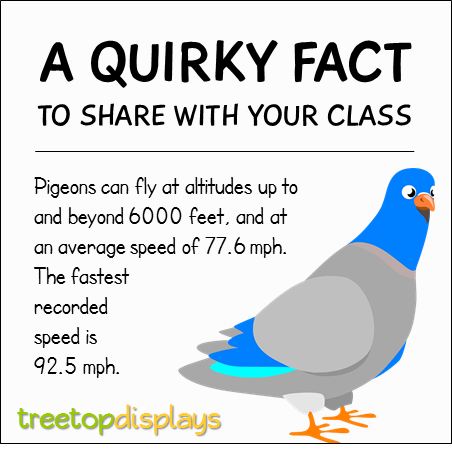 A QUIRKY FACT
TO SHARE WITH YOUR CLASS
Pigeons can fly at altitudes up to
and beyond 6000 feet, and at
an average speed of 77.6 mph.
The fastest
recorded
speed is
92.5 mph.
treetopdisplays